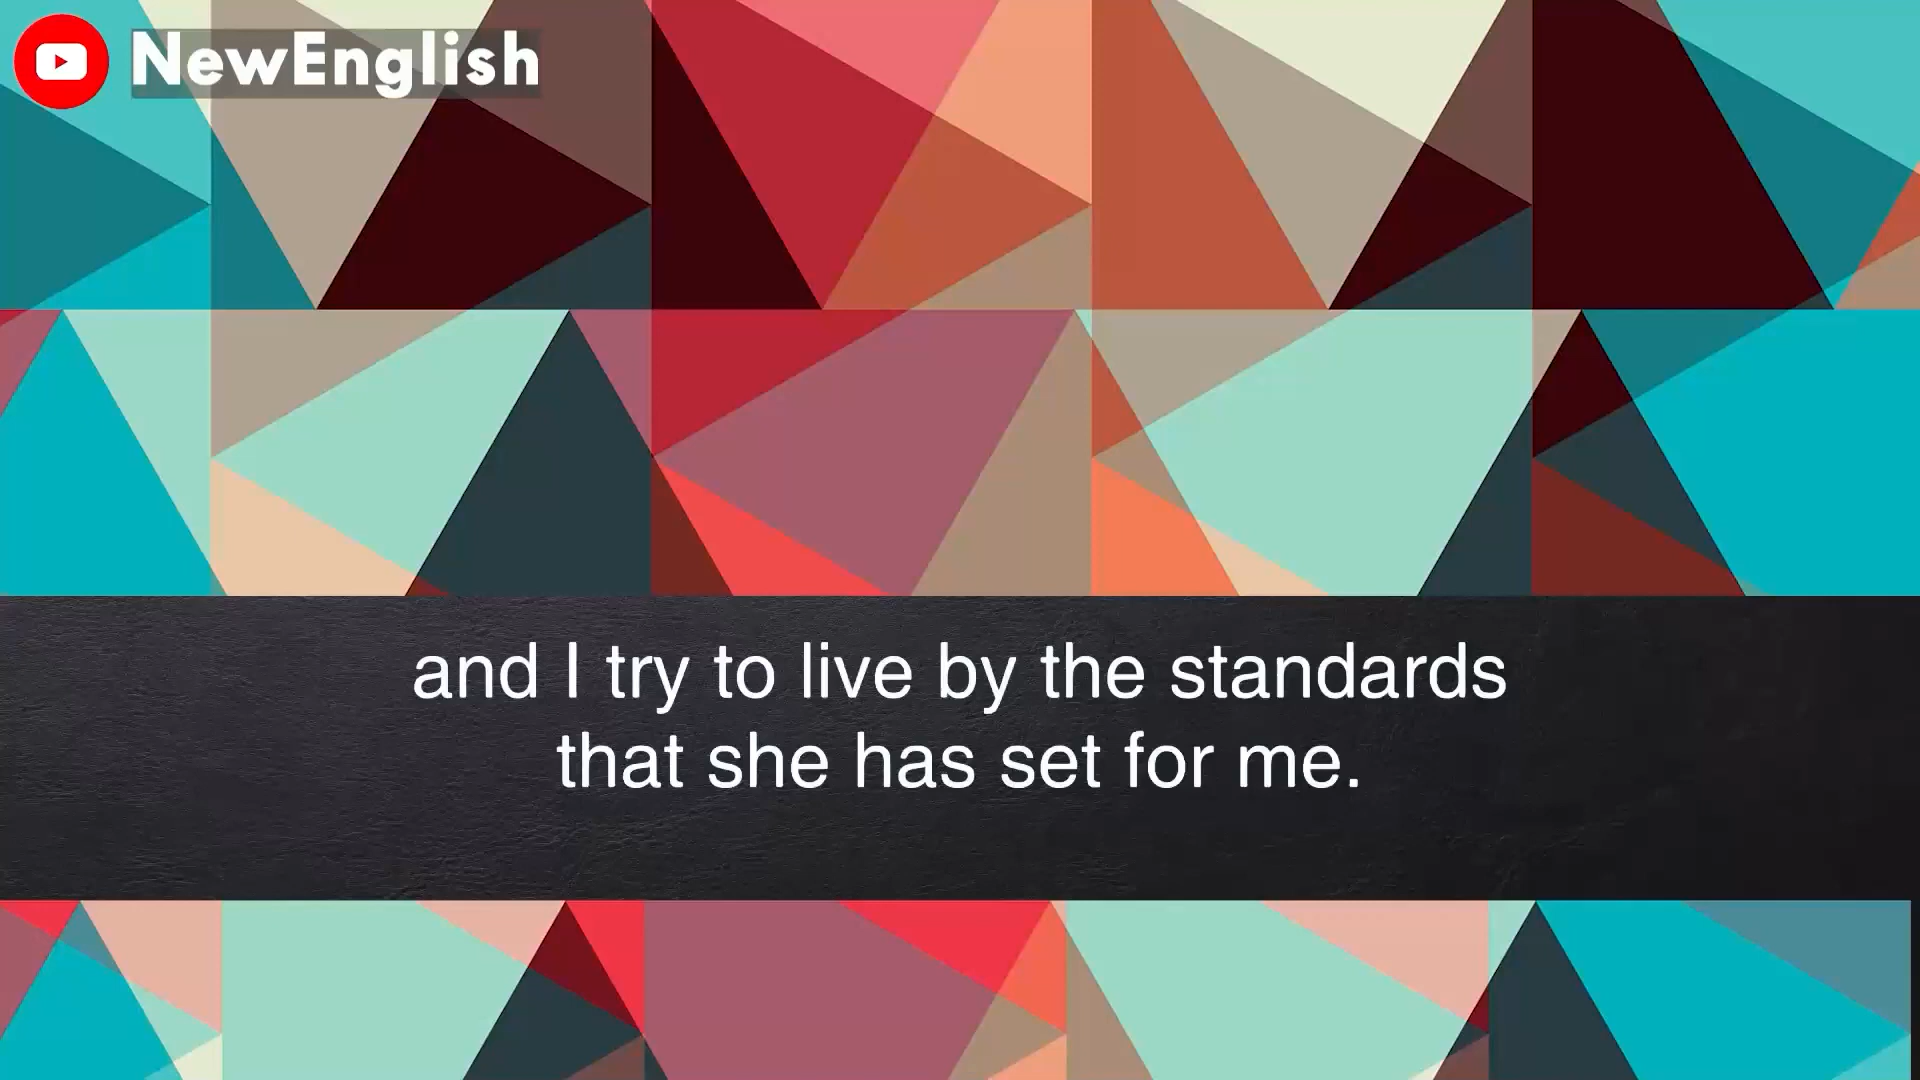 NewEnglish
and I try to live by the standards
that she has set for me.